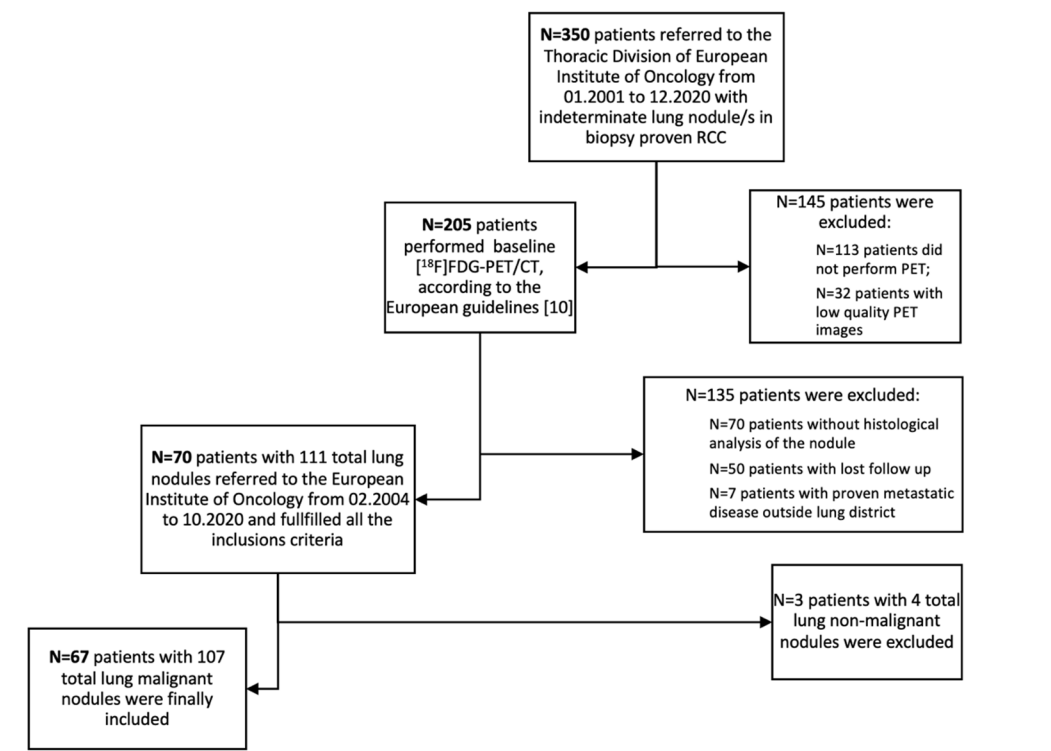 N=350 patients referred to the
Thoracic Division of European
Institute of Oncology from
01.2001 to 12.2020 with
indeterminate lung nodule/s in
biopsy proven RCC
N=145 patients were
excluded:
N=113 patients did
not perform PET;
N=32 patients with
low quality PET
images
N=205 patients
performed baseline
[¹⁸F]FDG-PET/CT,
according to the
European guidelines [10]
N=135 patients were excluded:
N=70 patients without histological
analysis of the nodule
N=50 patients with lost follow up
N=7 patients with proven metastatic
disease outside lung district
N=70 patients with 111 total lung
nodules referred to the European
Institute of Oncology from 02.2004
to 10.2020 and fullfilled all the
inclusions criteria
N=3 patients with 4 total
lung non-malignant
nodules were excluded
N=67 patients with 107
total lung malignant
nodules were finally
included